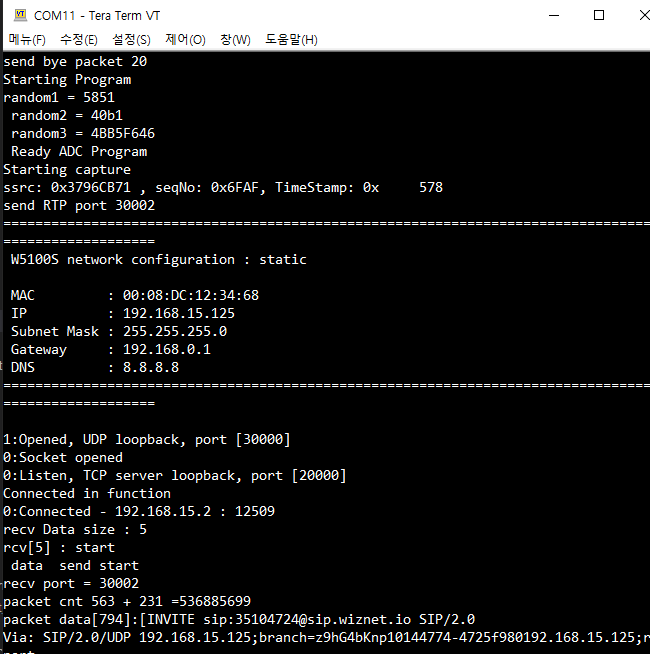 COM11 - Tera Term VT
메뉴(F) 수정(E) 설정(S) 제어(O) 창(W) 도움말(H)
send bye packet 20
Starting Program
random1 = 5851
 random2 = 40b1
 random3 = 4BB5F646
 Ready ADC Program
Starting capture
ssrc: 0x3796CB71 , seqNo: 0x6FAF, TimeStamp: 0x     578
send RTP port 30002
=================================================================================
===================
 W5100S network configuration : static
 MAC         : 00:08:DC:12:34:68
 IP          : 192.168.15.125
 Subnet Mask : 255.255.255.0
 Gateway     : 192.168.0.1
 DNS         : 8.8.8.8
=================================================================================
===================
1:Opened, UDP loopback, port [30000]
0:Socket opened
0:Listen, TCP server loopback, port [20000]
Connected in function
0:Connected - 192.168.15.2 : 12509
recv Data size : 5
rcv[5] : start
 data  send start
recv port = 30002
packet cnt 563 + 231 =536885699
packet data[794]:[INVITE sip:35104724@sip.wiznet.io SIP/2.0
Via: SIP/2.0/UDP 192.168.15.125;branch=z9hG4bKnp10144774-4725f980192.168.15.125;r